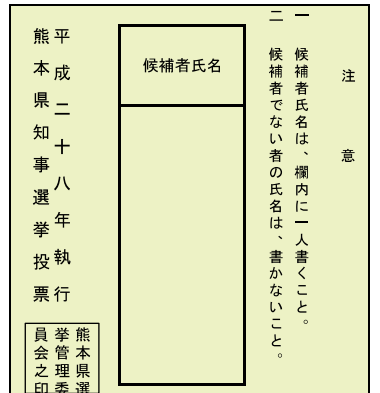 注意
一 候補者氏名は、欄内に一人書くこと。
二 候補者でない者の氏名は、書かないこと。
候補者氏名
平成二十八年執行
熊本県知事選挙投票
熊本県選
挙管理委
員会之印